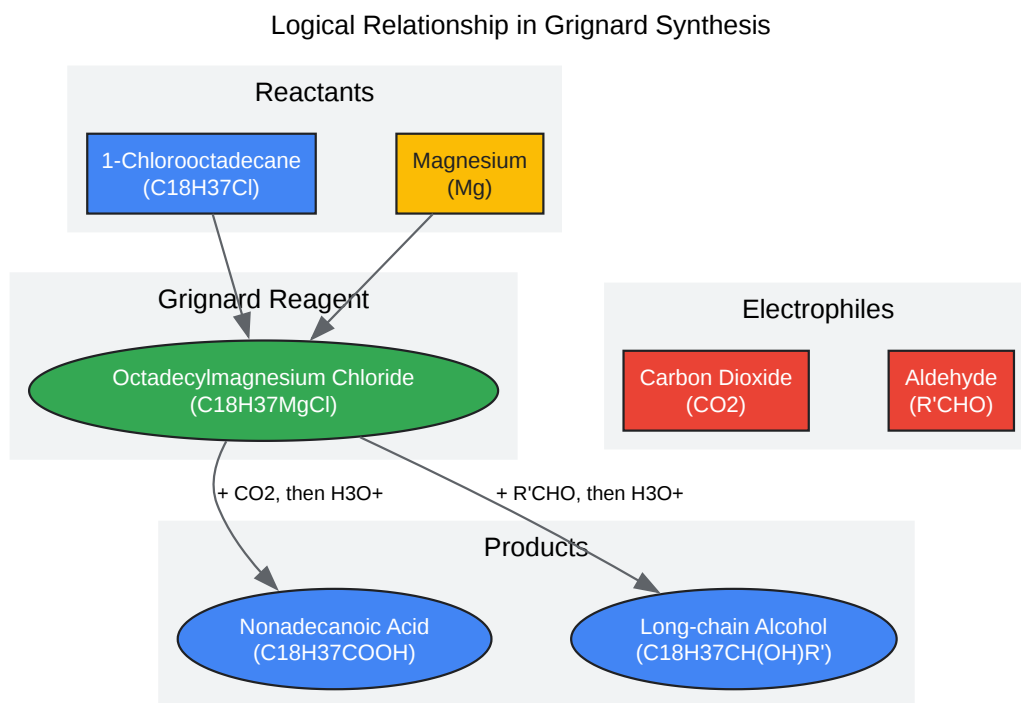 Logical Relationship in Grignard Synthesis
Reactants
1-Chlorooctadecane
(C18H37Cl)
Magnesium
(Mg)
Grignard Reagent
Octadecylmagnesium Chloride
(C18H37MgCl)
Electrophiles
Carbon Dioxide
(CO2)
Aldehyde
(R'CHO)
+ CO2, then H3O+
+ R'CHO, then H3O+
Products
Nonadecanoic Acid
(C18H37COOH)
Long-chain Alcohol
(C18H37CH(OH)R')